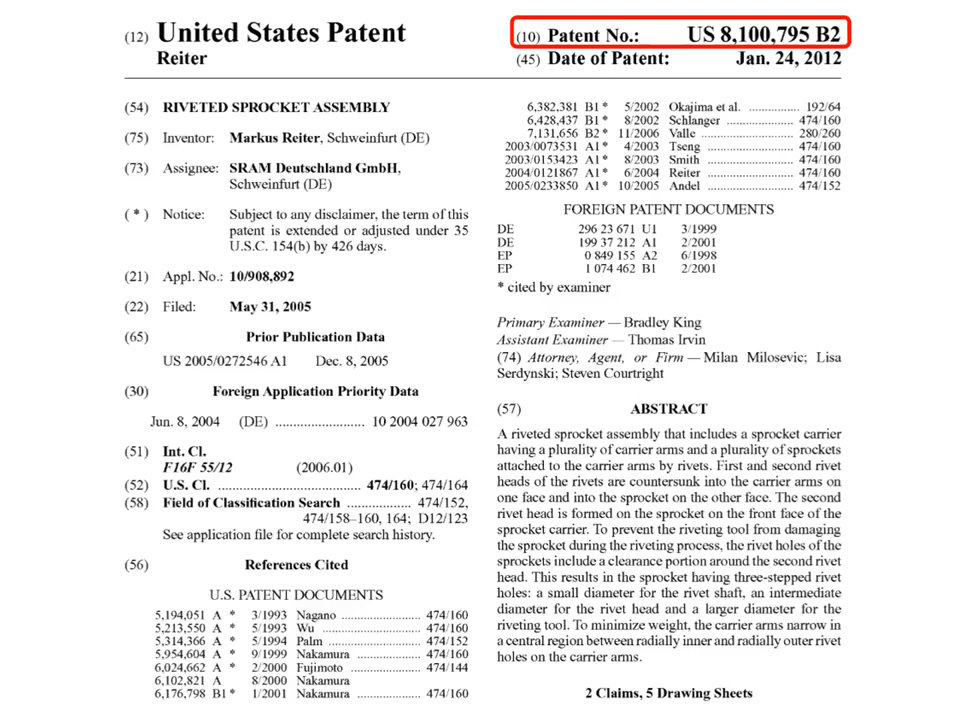 (12) United States Patent
Reiter
(10) Patent No.: US 8,100,795 B2
(45) Date of Patent: Jan. 24, 2012
(54) RIVETED SPROCKET ASSEMBLY
(75) Inventor: Markus Reiter, Schweinfurt (DE)
(73) Assignee: SRAM Deutschland GmbH,
Schweinfurt (DE)
( * ) Notice: Subject to any disclaimer, the term of this
patent is extended or adjusted under 35
U.S.C. 154(b) by 426 days.
(21) Appl. No.: 10/908,892
(22) Filed: May 31, 2005
(65) Prior Publication Data
US 2005/0272546 A1 Dec. 8, 2005
(30) Foreign Application Priority Data
Jun. 8, 2004 (DE) ......................... 10 2004 027 963
(51) Int. Cl.
F16F 55/12 (2006.01)
(52) U.S. Cl. ........................................ 474/160; 474/164
(58) Field of Classification Search .................. 474/152,
474/158–160, 164; D12/123
See application file for complete search history.
(56) References Cited
U.S. PATENT DOCUMENTS
5,194,051 A * 3/1993 Nagano ........................ 474/160
5,213,550 A * 5/1993 Wu .............................. 474/160
5,314,366 A * 5/1994 Palm ............................ 474/152
5,954,604 A * 9/1999 Nakamura .................... 474/160
6,024,662 A * 2/2000 Fujimoto ..................... 474/144
6,102,821 A 8/2000 Nakamura
6,176,798 B1 * 1/2001 Nakamura .................... 474/160
6,382,381 B1 * 5/2002 Okajima et al. ............... 192/64
6,428,437 B1 * 8/2002 Schlanger .................... 474/160
7,131,656 B2 * 11/2006 Valle ............................ 280/260
2003/0073531 A1 * 4/2003 Tseng .......................... 474/160
2003/0153423 A1 * 8/2003 Smith .......................... 474/160
2004/0121867 A1 * 6/2004 Reiter .......................... 474/160
2005/0233850 A1 * 10/2005 Andel .......................... 474/152
FOREIGN PATENT DOCUMENTS
DE 296 23 671 U1 3/1999
DE 199 37 212 A1 2/2001
EP 0 849 155 A2 6/1998
EP 1 074 462 B1 2/2001
* cited by examiner
Primary Examiner — Bradley King
Assistant Examiner — Thomas Irvin
(74) Attorney, Agent, or Firm — Milan Milosevic; Lisa
Serdynski; Steven Courtright
(57) ABSTRACT
A riveted sprocket assembly that includes a sprocket carrier
having a plurality of carrier arms and a plurality of sprockets
attached to the carrier arms by rivets. First and second rivet
heads of the rivets are countersunk into the carrier arms on
one face and into the sprocket on the other face. The second
rivet head is formed on the sprocket on the front face of the
sprocket carrier. To prevent the riveting tool from damaging
the sprocket during the riveting process, the rivet holes of the
sprockets include a clearance portion around the second rivet
head. This results in the sprocket having three-stepped rivet
holes: a small diameter for the rivet shaft, an intermediate
diameter for the rivet head and a larger diameter for the
riveting tool. To minimize weight, the carrier arms narrow in
a central region between radially inner and radially outer rivet
holes on the carrier arms.
2 Claims, 5 Drawing Sheets